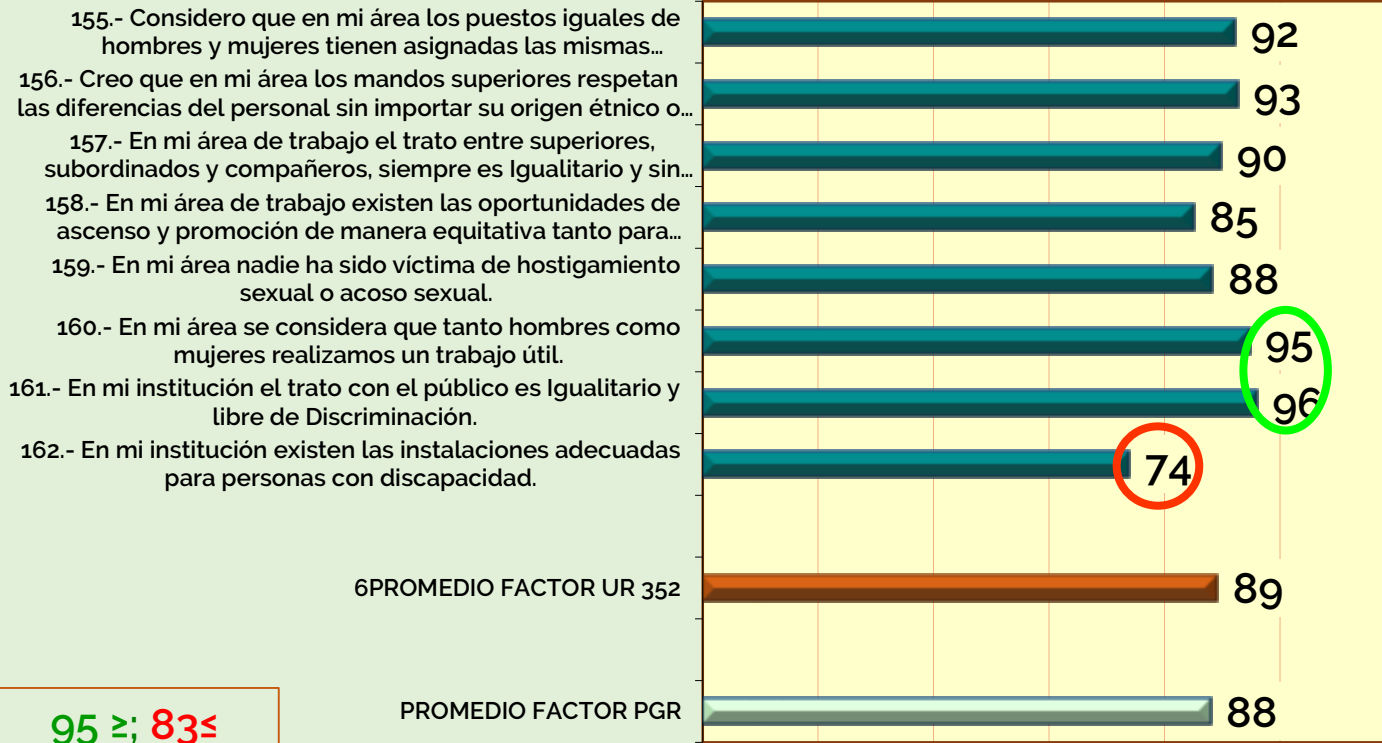 155.- Considero que en mi área los puestos iguales de
hombres y mujeres tienen asignadas las mismas…
92
156.- Creo que en mi área los mandos superiores respetan
las diferencias del personal sin importar su origen étnico o…
93
157.- En mi área de trabajo el trato entre superiores,
subordinados y compañeros, siempre es Igualitario y sin…
90
158.- En mi área de trabajo existen las oportunidades de
ascenso y promoción de manera equitativa tanto para…
85
159.- En mi área nadie ha sido víctima de hostigamiento
sexual o acoso sexual.
88
160.- En mi área se considera que tanto hombres como
mujeres realizamos un trabajo útil.
95
161.- En mi institución el trato con el público es Igualitario y
libre de Discriminación.
96
162.- En mi institución existen las instalaciones adecuadas
para personas con discapacidad.
74
6PROMEDIO FACTOR UR 352
89
PROMEDIO FACTOR PGR
88
95 ≥; 83≤